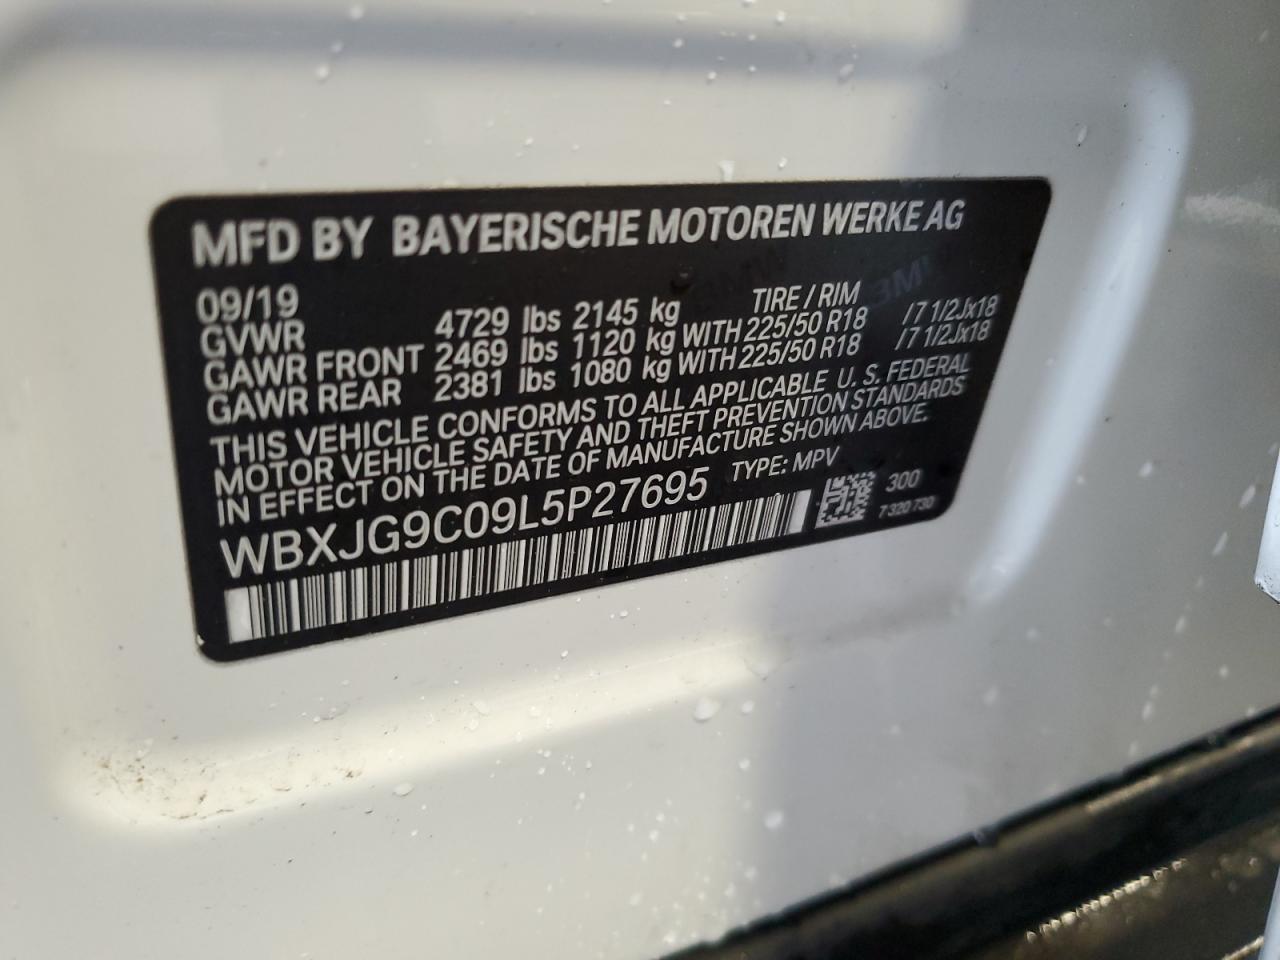 MFD BY BAYERISCHE MOTOREN WERKE AG
09/19
TIRE / RIM
GVWR 4729 lbs 2145 kg
GAWR FRONT 2469 lbs 1120 kg WITH 225/50 R18 /7 1/2Jx18
GAWR REAR 2381 lbs 1080 kg WITH 225/50 R18 /7 1/2Jx18
THIS VEHICLE CONFORMS TO ALL APPLICABLE U. S. FEDERAL
MOTOR VEHICLE SAFETY AND THEFT PREVENTION STANDARDS
IN EFFECT ON THE DATE OF MANUFACTURE SHOWN ABOVE.
WBXJG9C09L5P27695 TYPE: MPV
300
7 320 730